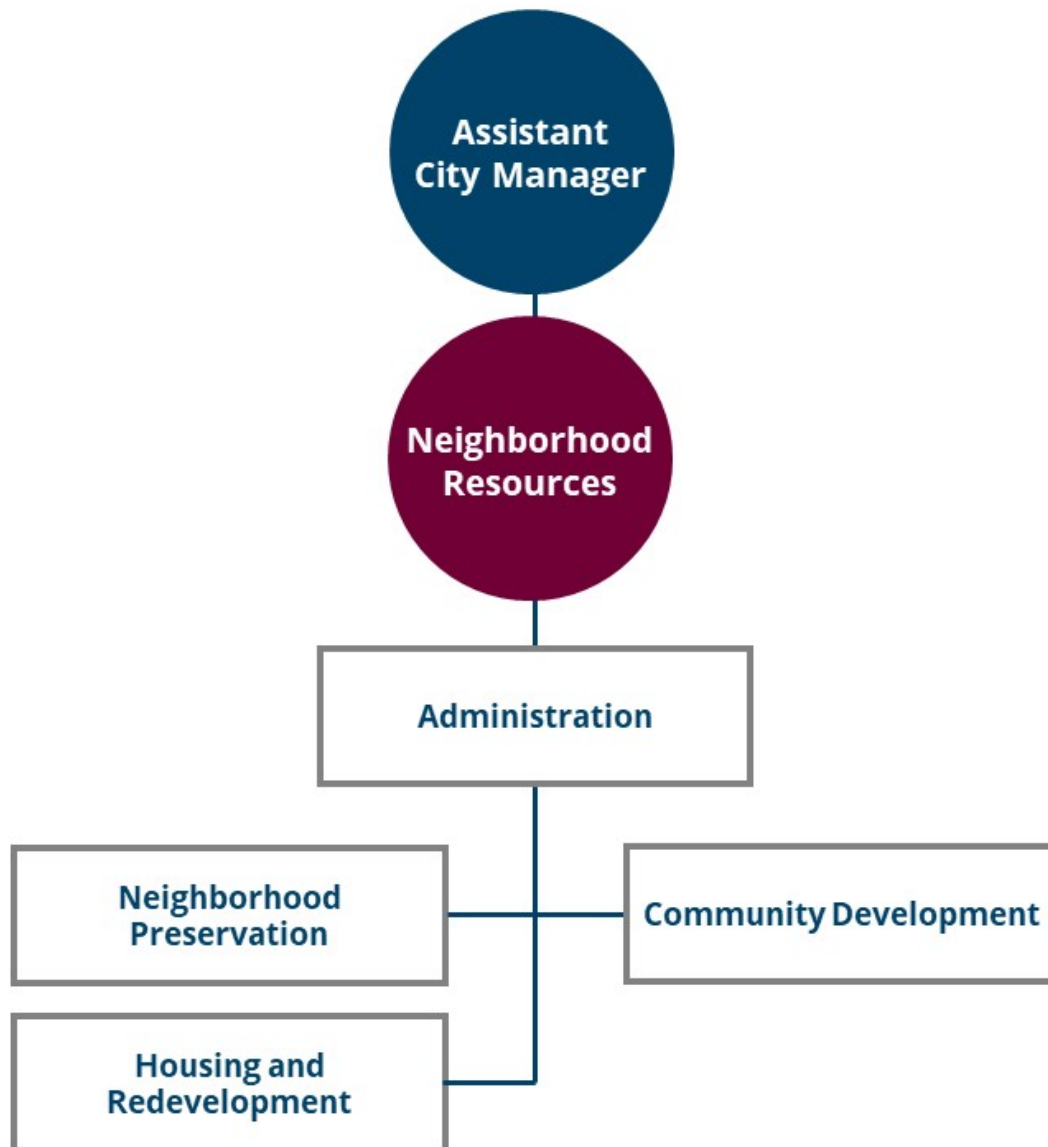 Assistant
City Manager
Neighborhood
Resources
Administration
Neighborhood
Preservation
Community Development
Housing and
Redevelopment